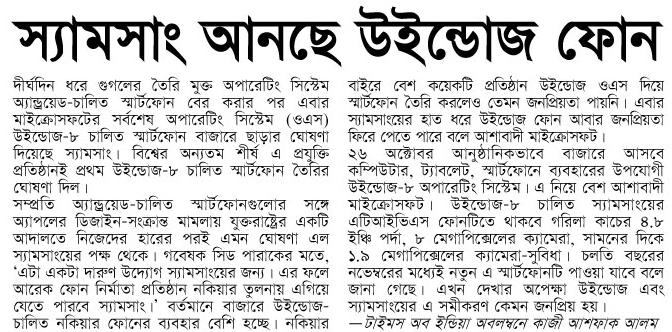 স্যামসাং আনছে উইন্ডোজ ফোন
দীর্ঘদিন ধরে গুগলের তৈরি মুক্ত অপারেটিং সিস্টেম
অ্যান্ড্রয়েড-চালিত স্মার্টফোন বের করার পর এবার
মাইক্রোসফটের সর্বশেষ অপারেটিং সিস্টেম (ওএস)
উইন্ডোজ-৮ চালিত স্মার্টফোন বাজারে ছাড়ার ঘোষণা
দিয়েছে স্যামসাং। বিশ্বের অন্যতম শীর্ষ এ প্রযুক্তি
প্রতিষ্ঠানই প্রথম উইন্ডোজ-৮ চালিত স্মার্টফোন তৈরির
ঘোষণা দিল।
সম্প্রতি অ্যান্ড্রয়েড-চালিত স্মার্টফোনগুলোর সঙ্গে
অ্যাপলের ডিজাইন-সংক্রান্ত মামলায় যুক্তরাষ্ট্রের একটি
আদালতে নিজেদের হারের পরই এমন ঘোষণা এল
স্যামসাংয়ের পক্ষ থেকে। গবেষক সিড পারাকের মতে,
‘এটা একটা দারুণ উদ্যোগ স্যামসাংয়ের জন্য। এর ফলে
আরেক ফোন নির্মাতা প্রতিষ্ঠান নকিয়ার তুলনায় এগিয়ে
যেতে পারবে স্যামসাং।’ বর্তমানে বাজারে উইন্ডোজ-
চালিত নকিয়ার ফোনের ব্যবহার বেশি হচ্ছে। নকিয়ার
বাইরে বেশ কয়েকটি প্রতিষ্ঠান উইন্ডোজ ওএস দিয়ে
স্মার্টফোন তৈরি করলেও তেমন জনপ্রিয়তা পায়নি। এবার
স্যামসাংয়ের হাত ধরে উইন্ডোজ ফোন আবার জনপ্রিয়তা
ফিরে পেতে পারে বলে আশাবাদী মাইক্রোসফট।
২৬ অক্টোবর আনুষ্ঠানিকভাবে বাজারে আসবে
কম্পিউটার, ট্যাবলেট, স্মার্টফোনে ব্যবহারের উপযোগী
উইন্ডোজ-৮ অপারেটিং সিস্টেম। এ নিয়ে বেশ আশাবাদী
মাইক্রোসফট। উইন্ডোজ-৮ চালিত স্যামসাংয়ের
এটিআইভিএস ফোনটিতে থাকবে গরিলা কাচের ৪.৮
ইঞ্চি পর্দা, ৮ মেগাপিক্সেলের ক্যামেরা, সামনের দিকে
১.৯ মেগাপিক্সেলের ক্যামেরা-সুবিধা। চলতি বছরের
নভেম্বরের মধ্যেই নতুন এ স্মার্টফোনটি পাওয়া যাবে বলে
জানা গেছে। এখন দেখার অপেক্ষা উইন্ডোজ এবং
স্যামসাংয়ের এ সমীকরণ কেমন জনপ্রিয় হয়।
—টাইমস অব ইন্ডিয়া অবলম্বনে কাজী আশফাক আলম